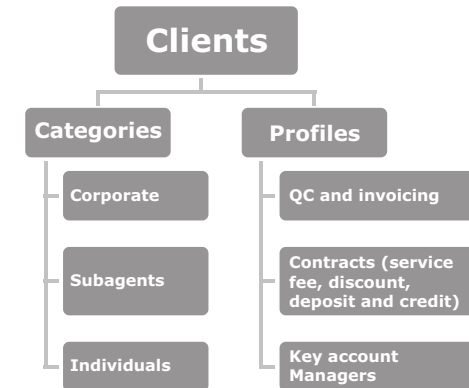 Clients
Categories
Profiles
Corporate
QC and invoicing
Subagents
Contracts (service
fee, discount,
deposit and credit)
Individuals
Key account
Managers